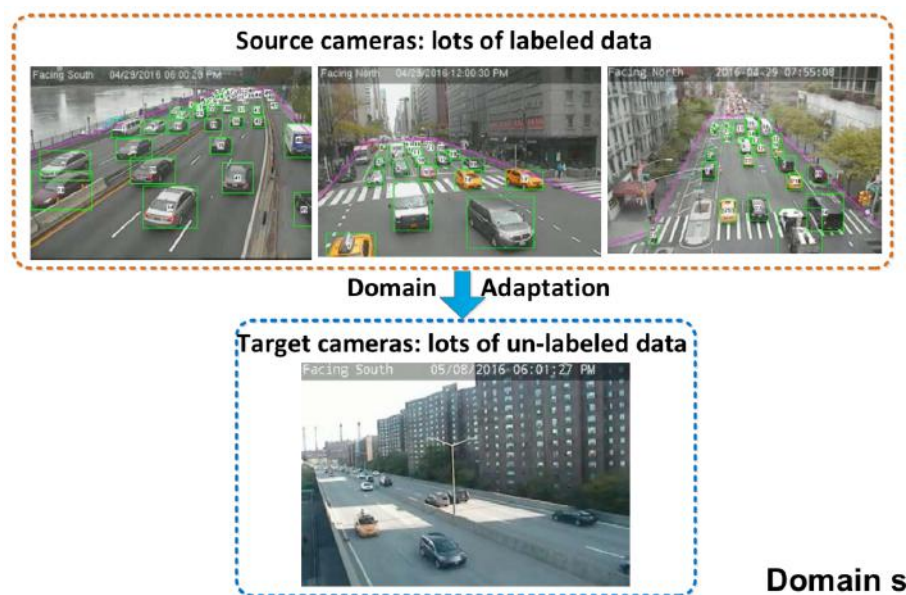 Source cameras: lots of labeled data
Facing South 04/29/2016 06:00:20 PM
Facing North 04/29/2016 12:00:30 PM
Facing North 2016-04-29 07:55:08
Domain Adaptation
Target cameras: lots of un-labeled data
Facing South 05/08/2016 06:01:27 PM
Domain s